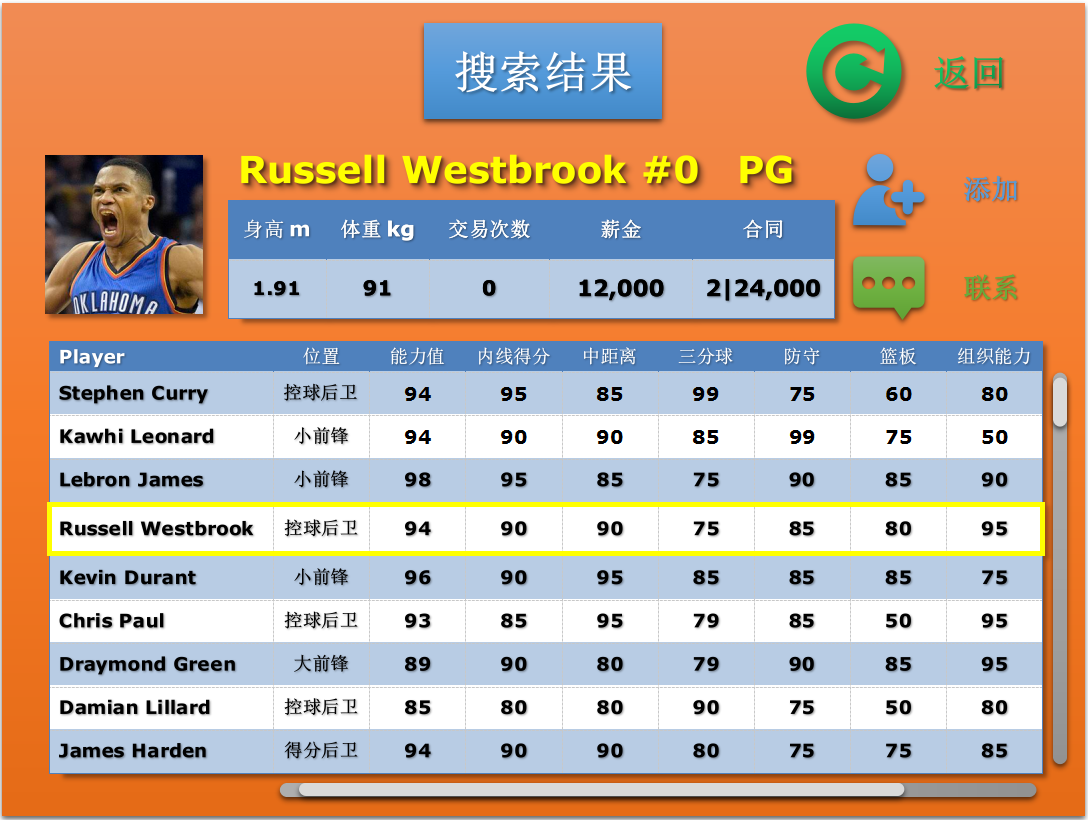 搜索结果
返回
Russell Westbrook #0 PG
添加
身高 m 体重 kg 交易次数 薪金 合同
1.91 91 0 12,000 2|24,000
联系
OKLAHOMA
Player 位置 能力值 内线得分 中距离 三分球 防守 篮板 组织能力
Stephen Curry 控球后卫 94 95 85 99 75 60 80
Kawhi Leonard 小前锋 94 90 90 85 99 75 50
Lebron James 小前锋 98 95 85 75 90 85 90
Russell Westbrook 控球后卫 94 90 90 75 85 80 95
Kevin Durant 小前锋 96 90 95 85 85 85 75
Chris Paul 控球后卫 93 85 95 79 85 50 95
Draymond Green 大前锋 89 90 80 79 90 85 95
Damian Lillard 控球后卫 85 80 80 90 75 50 80
James Harden 得分后卫 94 90 90 80 75 75 85